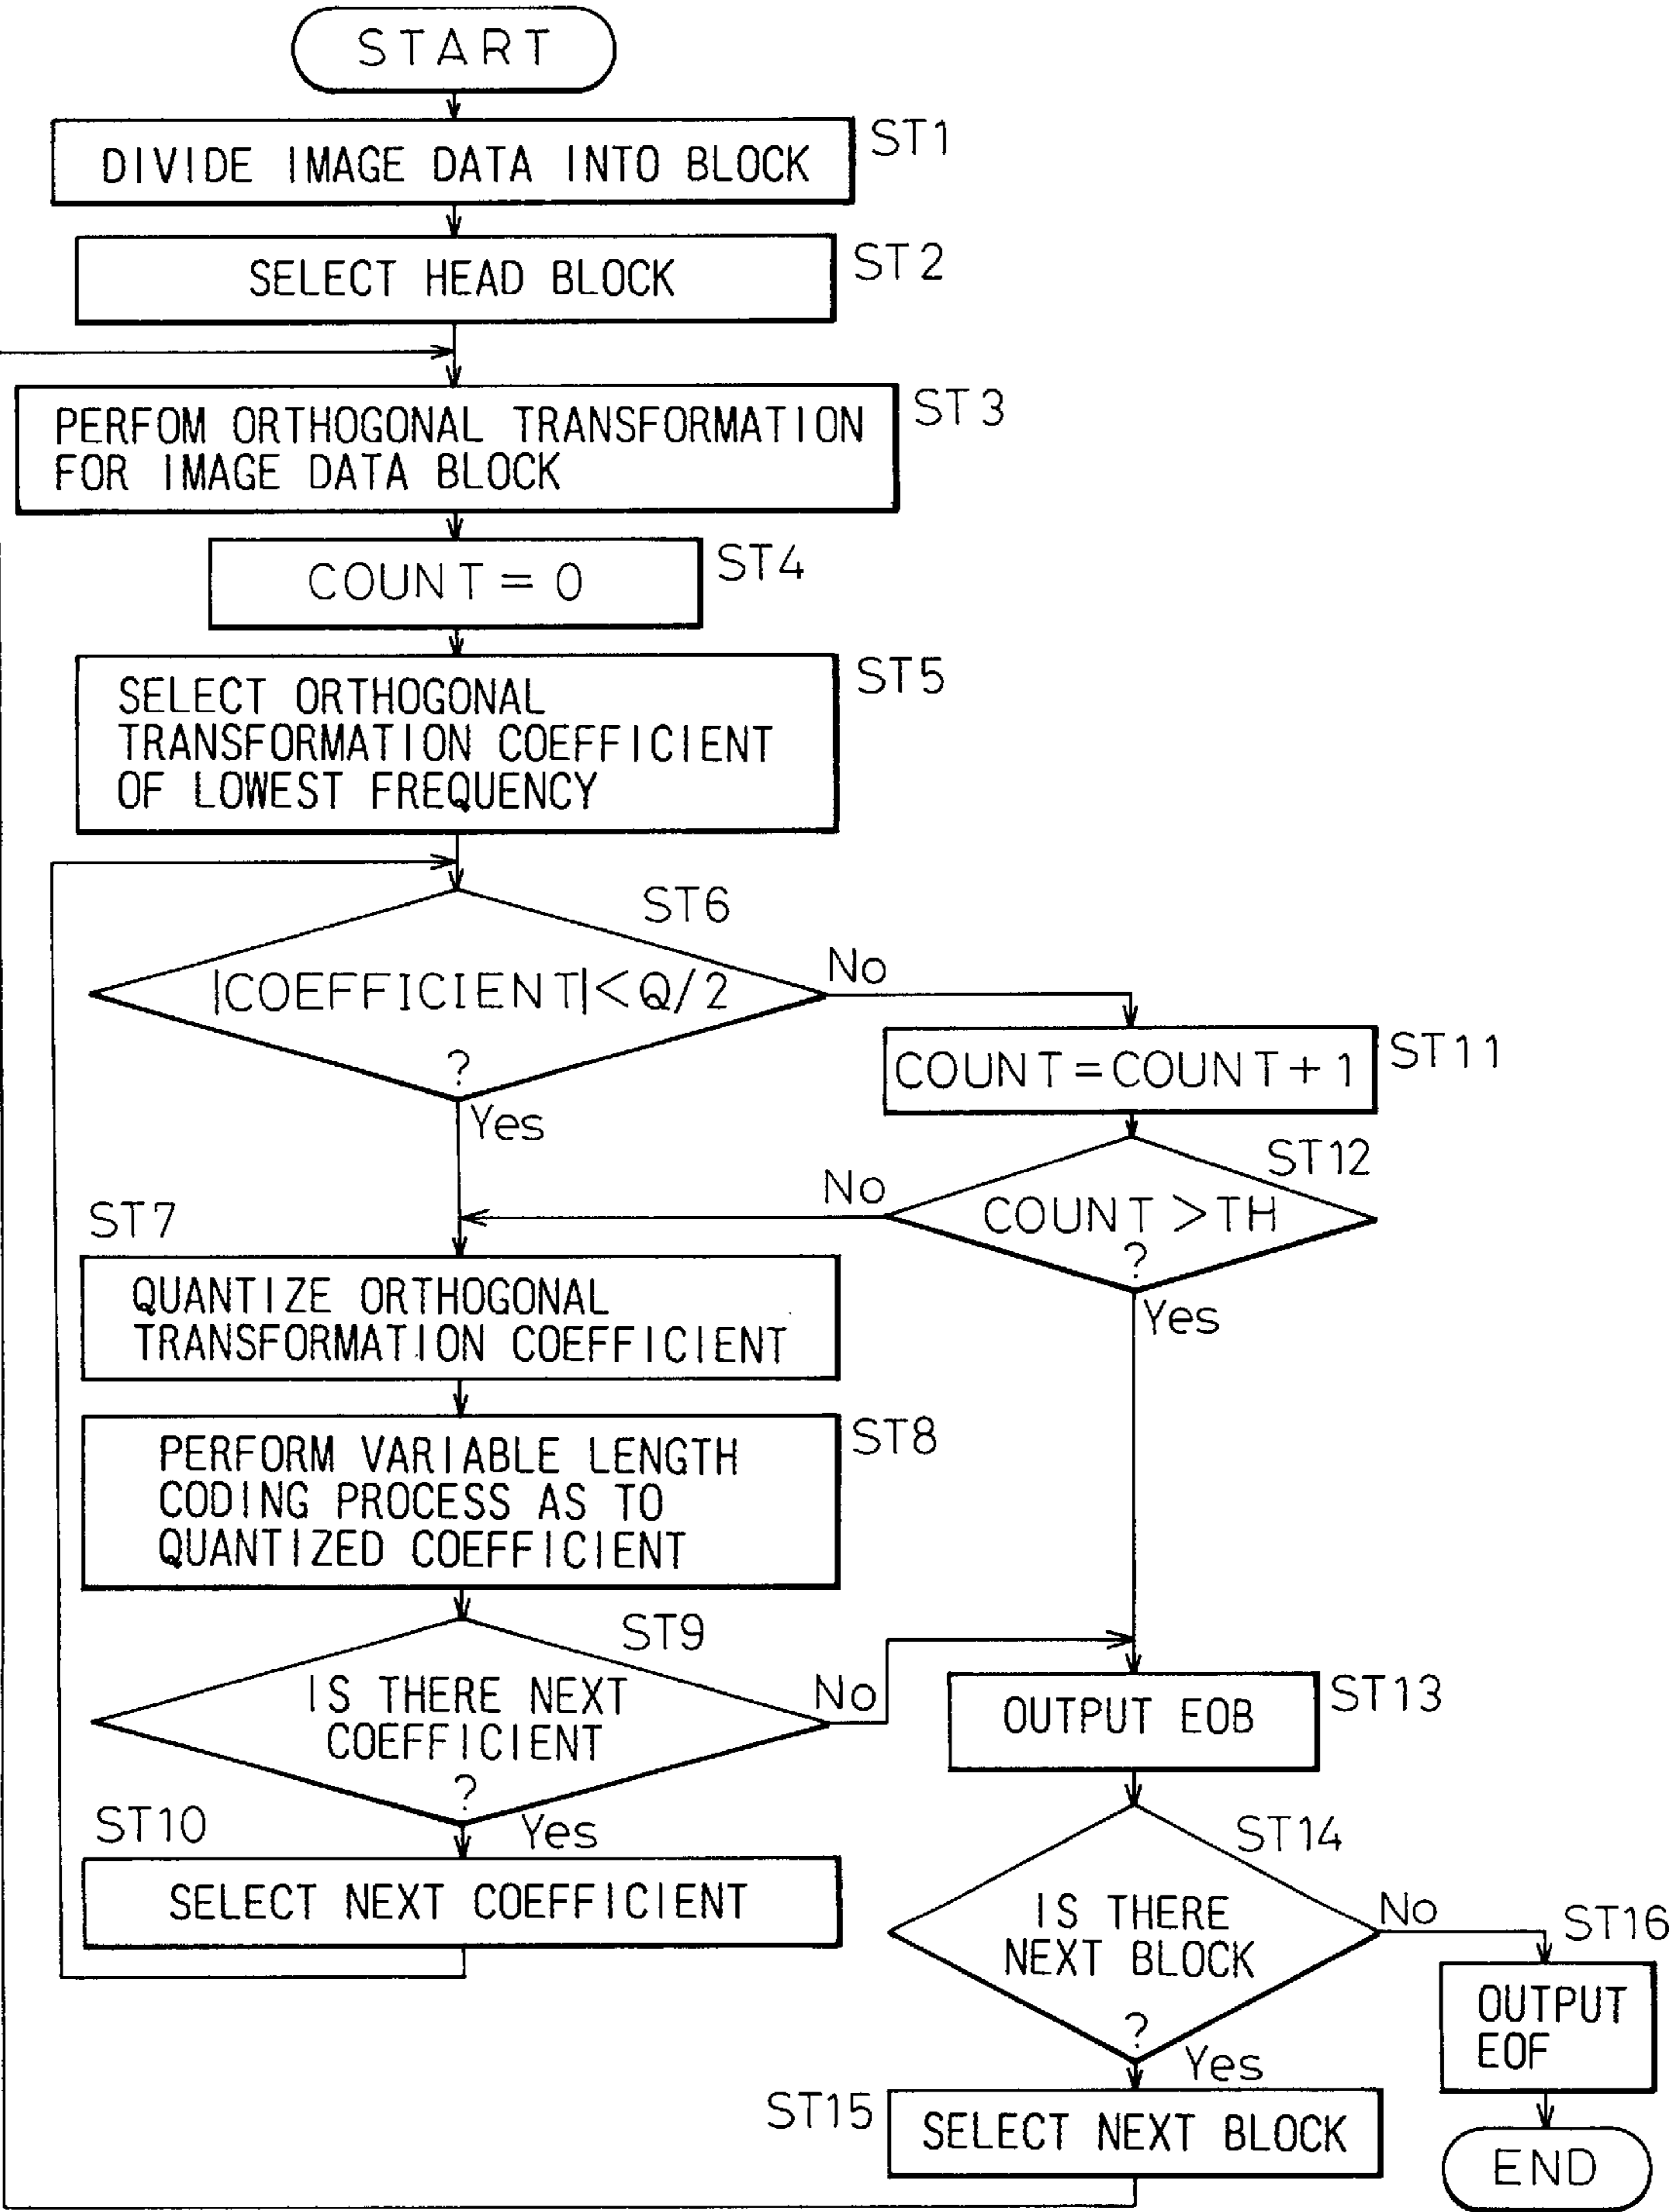 START
ST1
DIVIDE IMAGE DATA INTO BLOCK
ST2
SELECT HEAD BLOCK
ST3
PERFOM ORTHOGONAL TRANSFORMATION
FOR IMAGE DATA BLOCK
ST4
COUNT = 0
ST5
SELECT ORTHOGONAL
TRANSFORMATION COEFFICIENT
OF LOWEST FREQUENCY
ST6
|COEFFICIENT|<Q/2
?
No
Yes
ST11
COUNT=COUNT+1
ST12
COUNT>TH
?
No
Yes
ST7
QUANTIZE ORTHOGONAL
TRANSFORMATION COEFFICIENT
ST8
PERFORM VARIABLE LENGTH
CODING PROCESS AS TO
QUANTIZED COEFFICIENT
ST9
IS THERE NEXT
COEFFICIENT
?
No
Yes
ST10
SELECT NEXT COEFFICIENT
ST13
OUTPUT EOB
ST14
IS THERE
NEXT BLOCK
?
No
Yes
ST15
SELECT NEXT BLOCK
ST16
OUTPUT
EOF
END